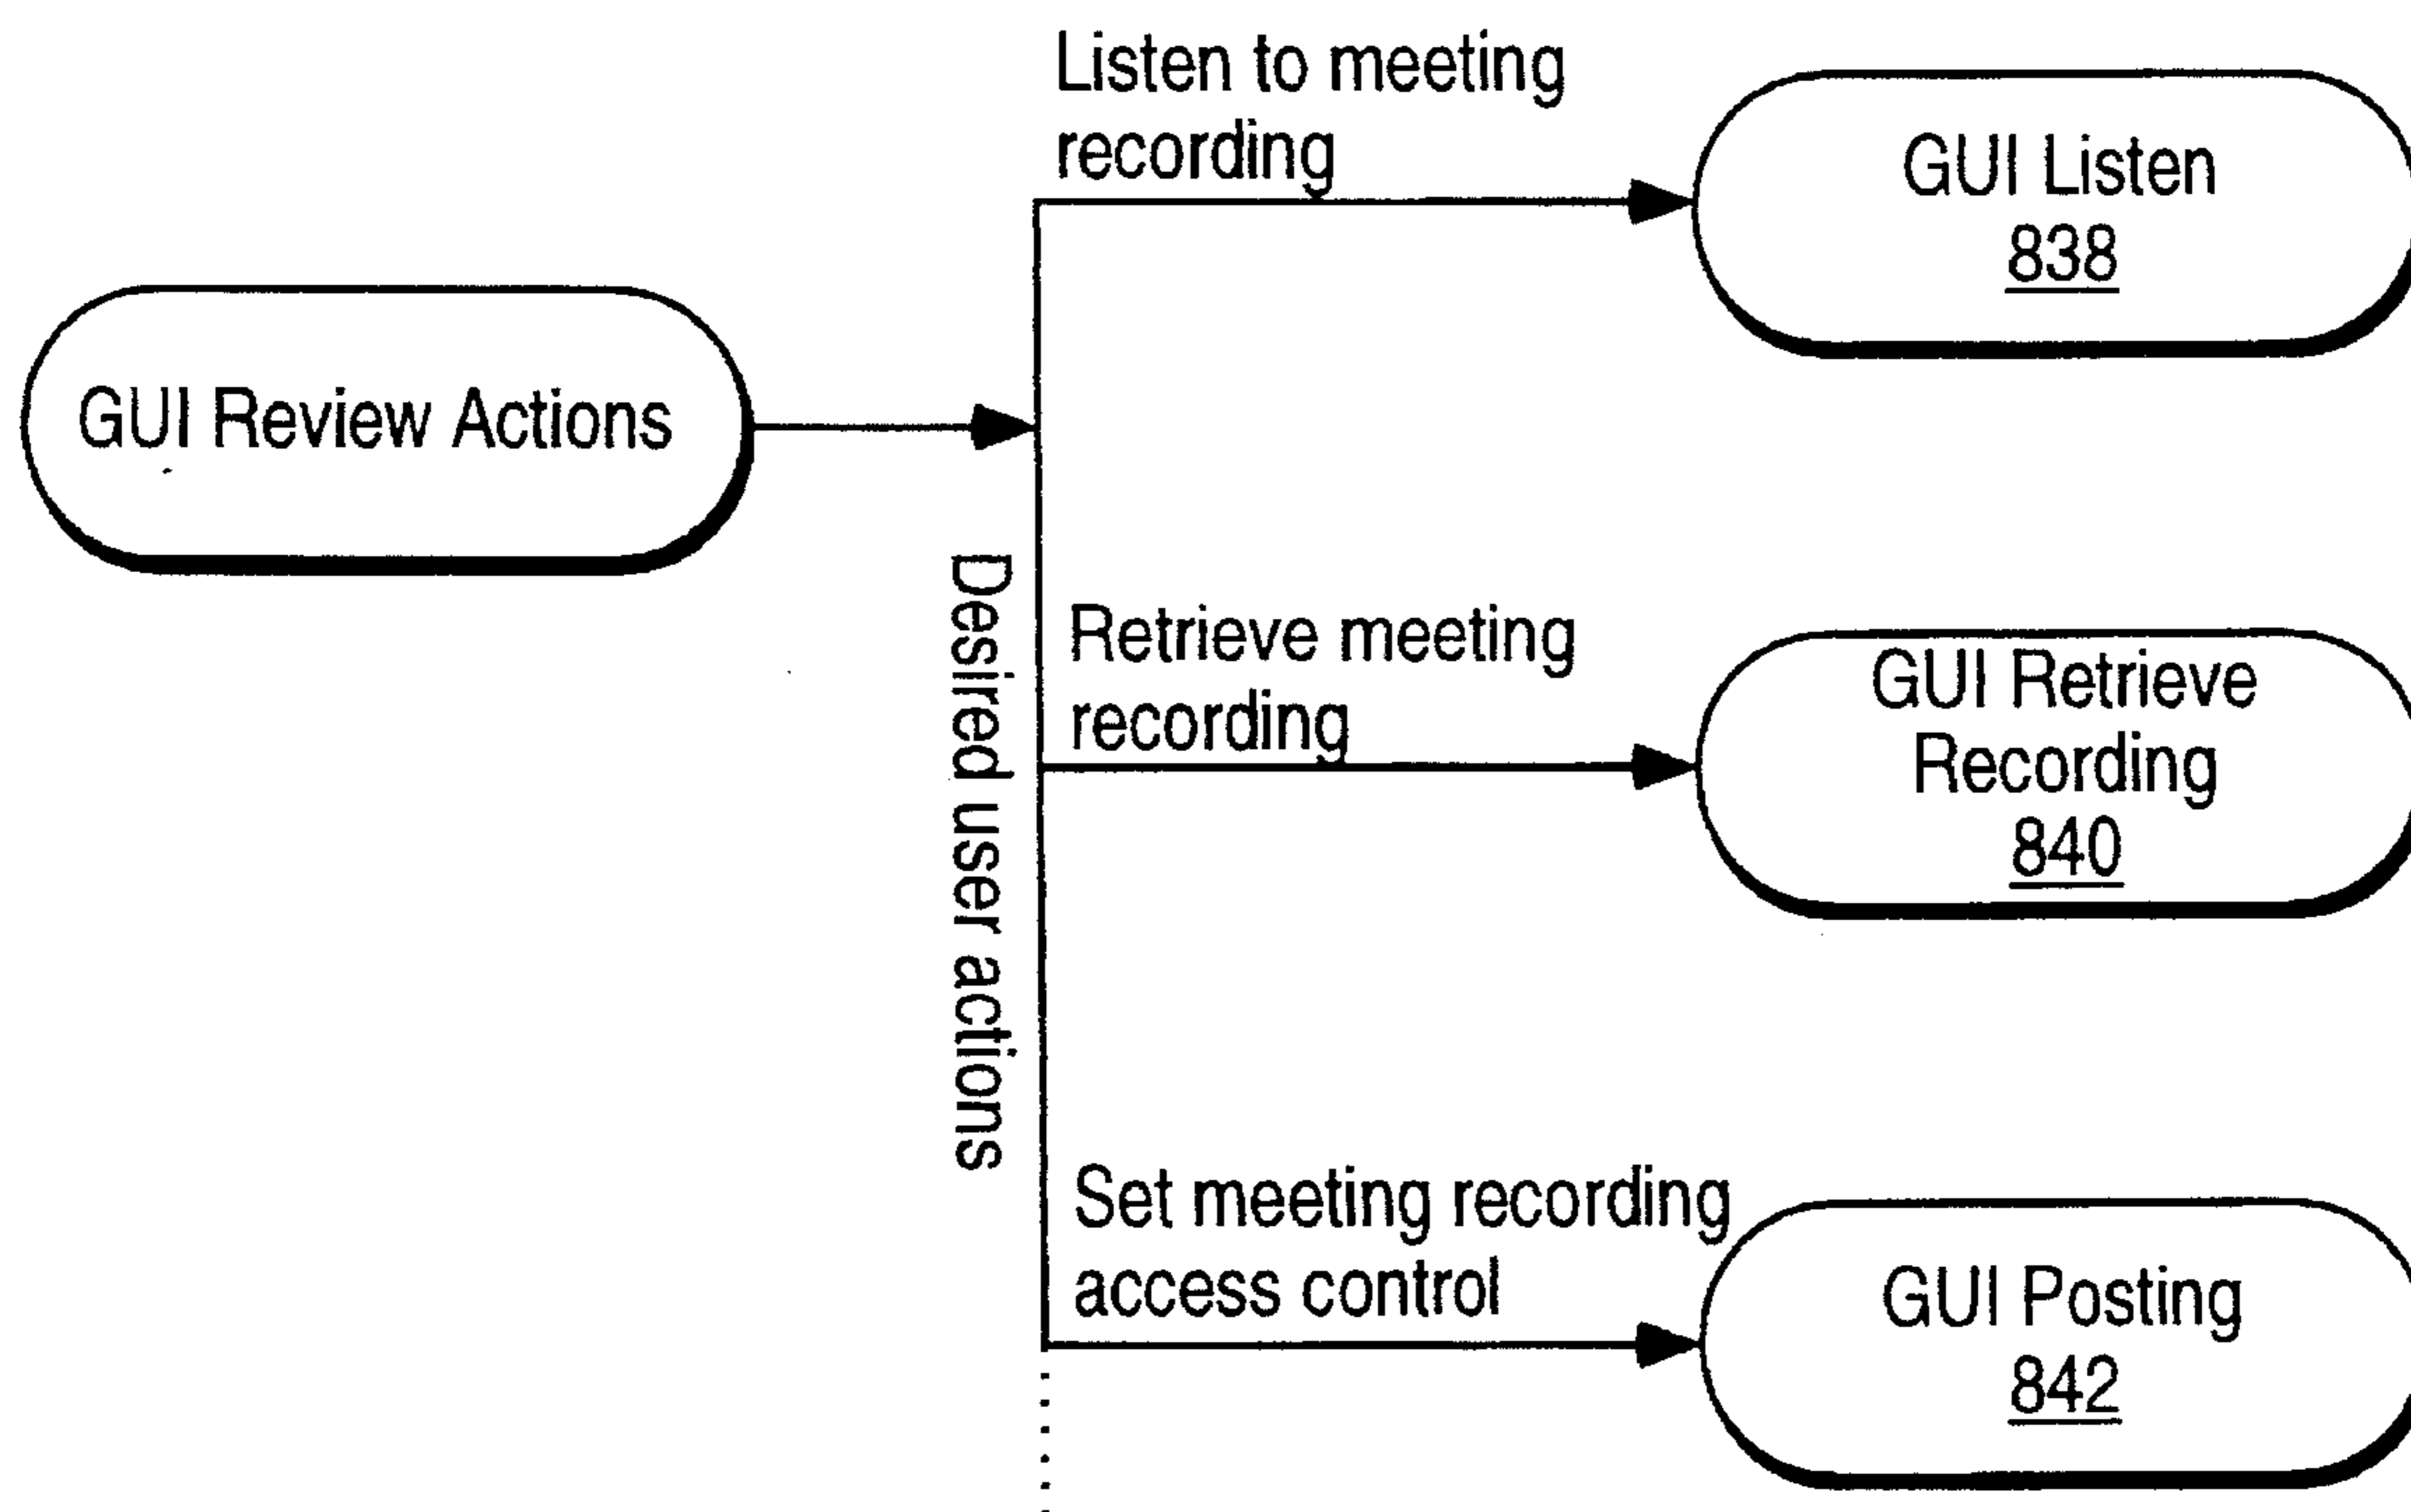 Listen to meeting
recording
GUI Listen
838
GUI Review Actions
Desired user actions
Retrieve meeting
recording
GUI Retrieve
Recording
840
Set meeting recording
access control
GUI Posting
842